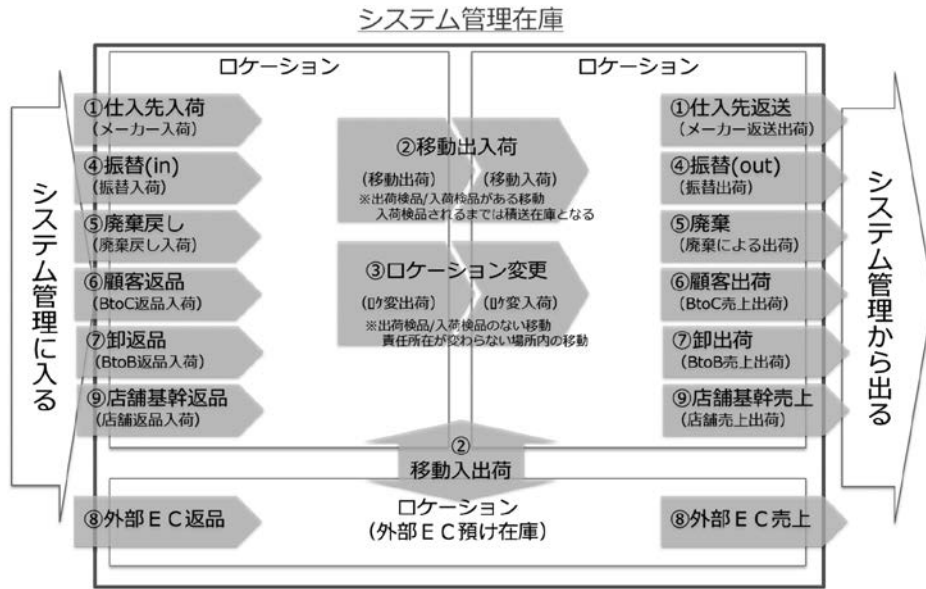 システム管理在庫
ロケーション
ロケーション
システム管理に入る
①仕入先入荷
(メーカー入荷)
④振替(in)
(振替入荷)
⑤廃棄戻し
(廃棄戻し入荷)
⑥顧客返品
(BtoC返品入荷)
⑦卸返品
(BtoB返品入荷)
⑨店舗基幹返品
(店舗返品入荷)
⑧外部EC返品
②移動出入荷
(移動出荷) (移動入荷)
※出荷検品/入荷検品がある移動
入荷検品されるまでは積送在庫となる
③ロケーション変更
(ロケ変出荷) (ロケ変入荷)
※出荷検品/入荷検品のない移動
責任所在が変わらない場所内の移動
②
移動入出荷
ロケーション
(外部EC預け在庫)
①仕入先返送
(メーカー返送出荷)
④振替(out)
(振替出荷)
⑤廃棄
(廃棄による出荷)
⑥顧客出荷
(BtoC売上出荷)
⑦卸出荷
(BtoB売上出荷)
⑨店舗基幹売上
(店舗売上出荷)
⑧外部EC売上
システム管理から出る